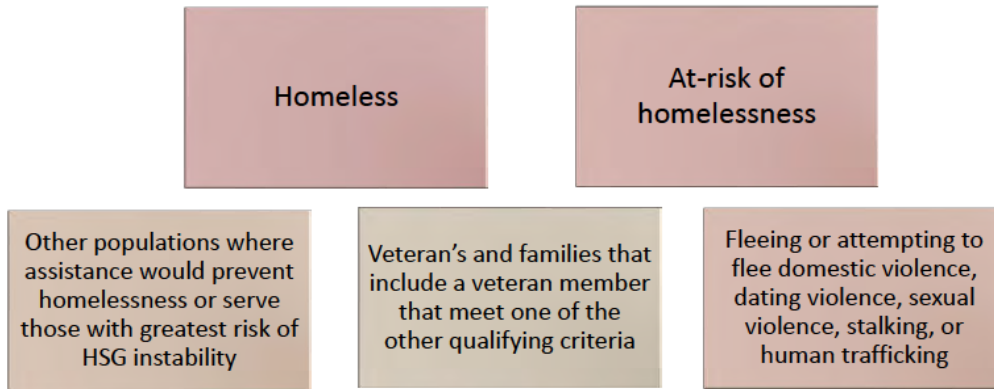 Homeless
At-risk of
homelessness
Other populations where
assistance would prevent
homelessness or serve
those with greatest risk of
HSG instability
Veteran's and families that
include a veteran member
that meet one of the
other qualifying criteria
Fleeing or attempting to
flee domestic violence,
dating violence, sexual
violence, stalking, or
human trafficking